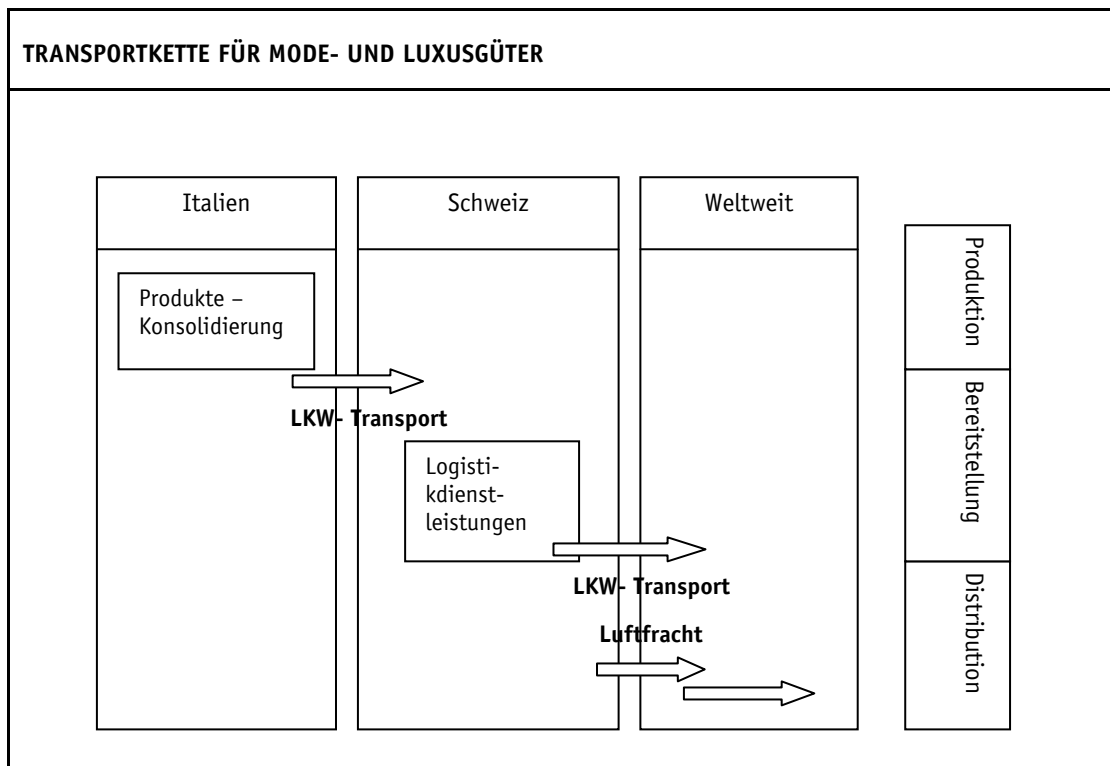 TRANSPORTKETTE FÜR MODE- UND LUXUSGÜTER
Italien
Schweiz
Weltweit
Produkte –
Konsolidierung
LKW- Transport
Logisti-
kdienst-
leistungen
LKW- Transport
Luftfracht
Produktion
Bereitstellung
Distribution